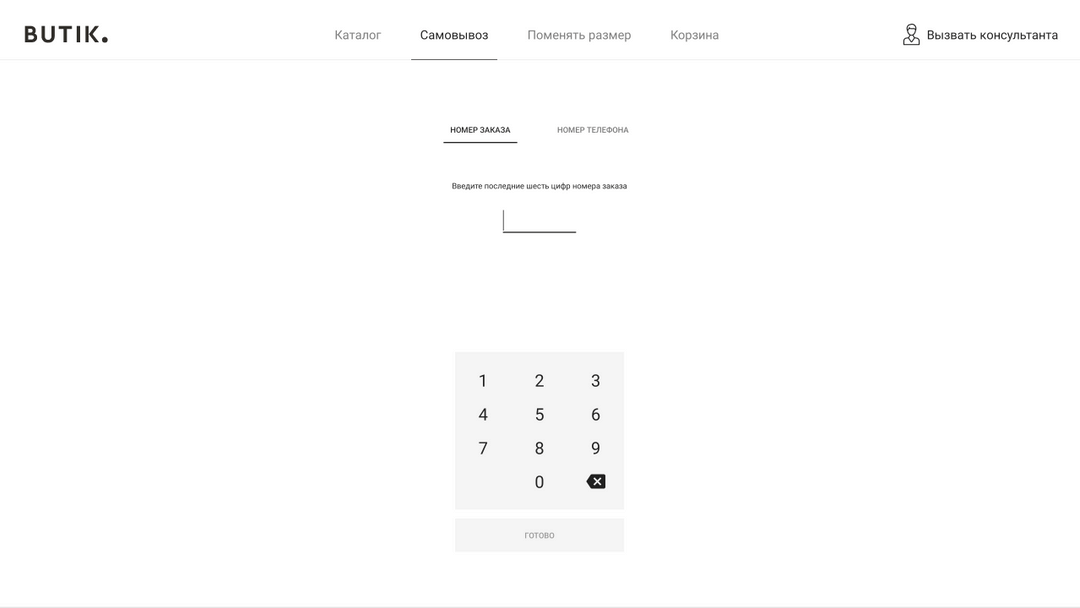 BUTIK.
Каталог
Самовывоз
Поменять размер
Корзина
Вызвать консультанта
НОМЕР ЗАКАЗА
НОМЕР ТЕЛЕФОНА
Введите последние шесть цифр номера заказа
1 2 3
4 5 6
7 8 9
0
ГОТОВО